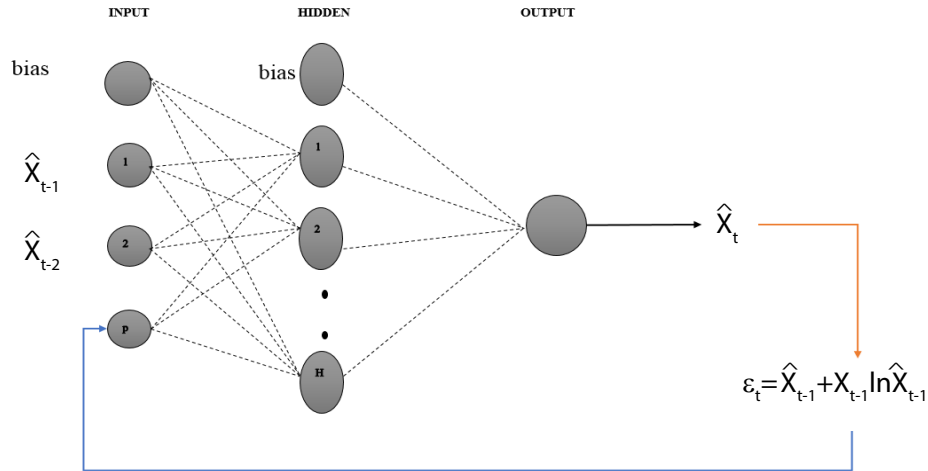 INPUT HIDDEN OUTPUT
bias
bias
1
1
X̂t-1
2
2
X̂t-2
X̂t
P
H
εt=X̂t-1+Xt-1lnX̂t-1